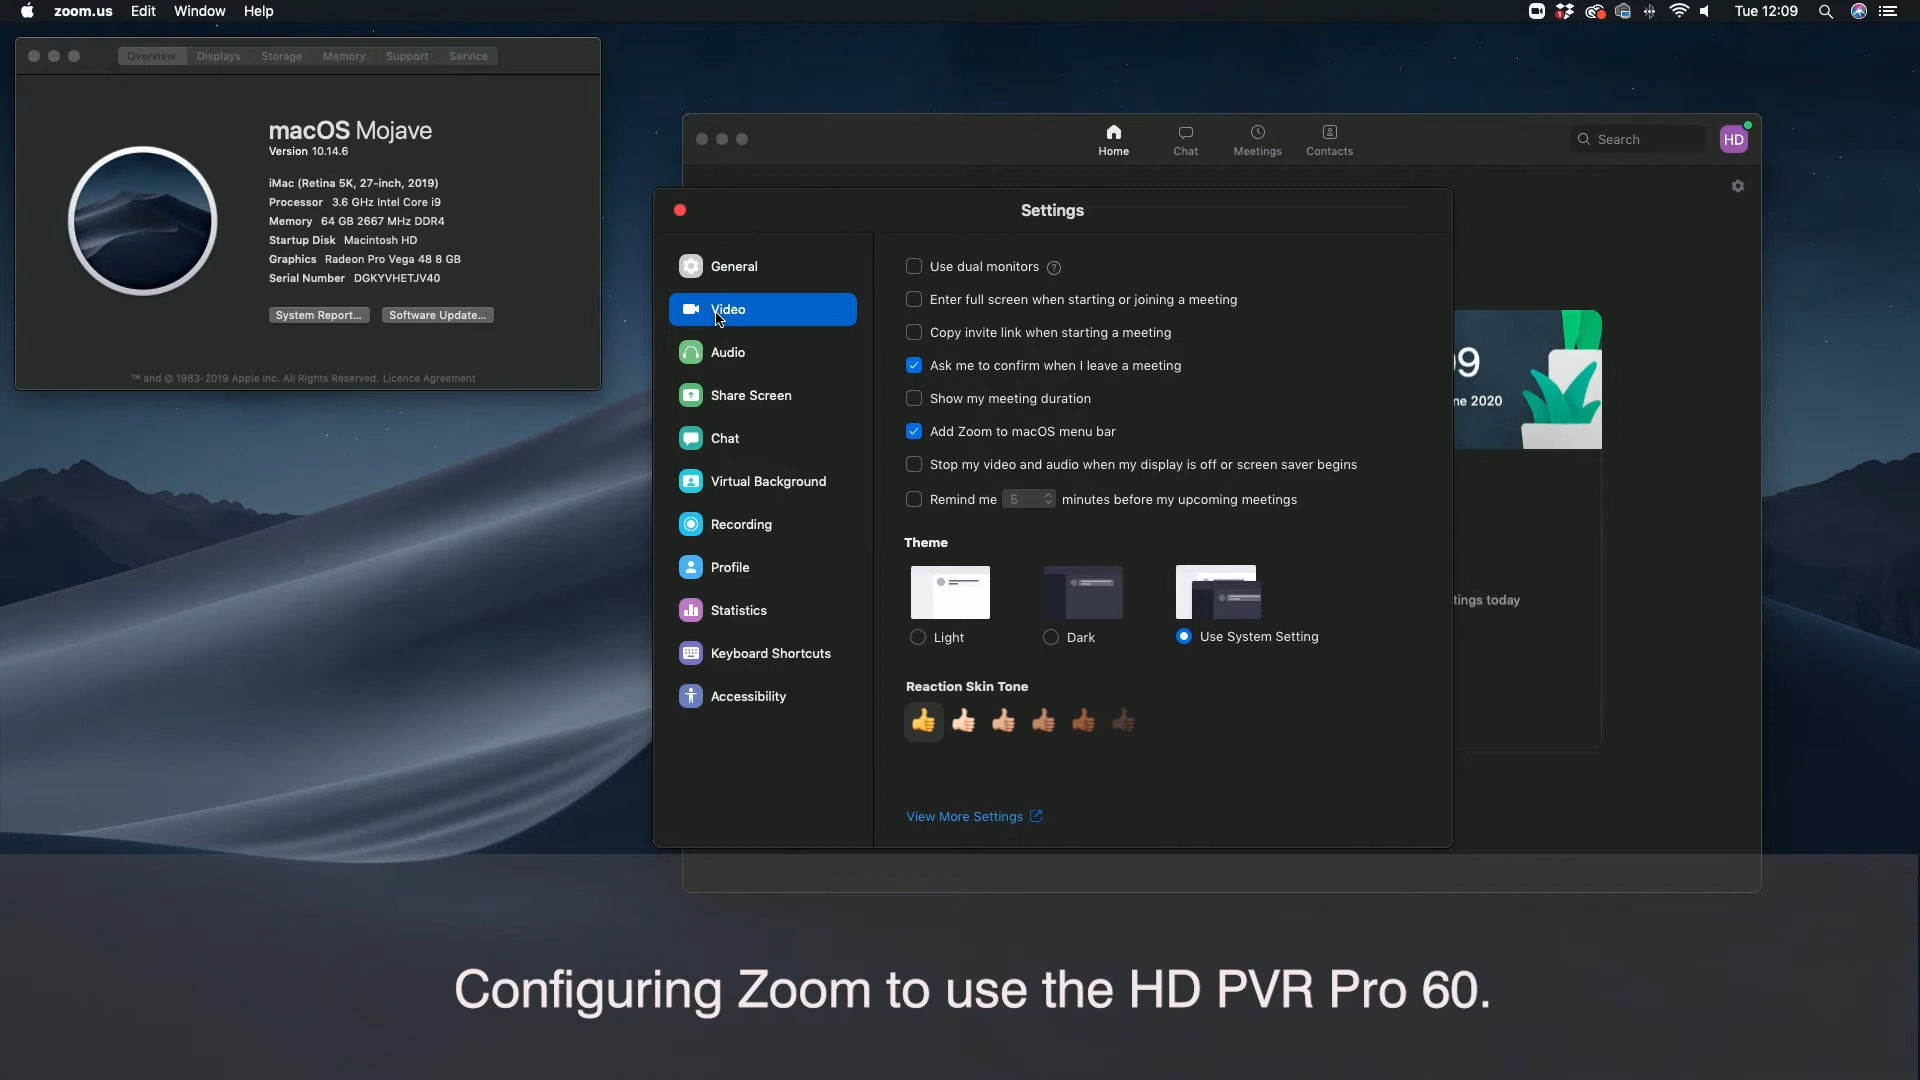 zoom.us Edit Window Help
Tue 12:09
Overview Displays Storage Memory Support Service
macOS Mojave
Version 10.14.6
iMac (Retina 5K, 27-inch, 2019)
Processor 3.6 GHz Intel Core i9
Memory 64 GB 2667 MHz DDR4
Startup Disk Macintosh HD
Graphics Radeon Pro Vega 48 8 GB
Serial Number DGKYVHETJV40
System Report... Software Update...
™ and © 1983-2019 Apple Inc. All Rights Reserved. Licence Agreement
Home Chat Meetings Contacts
Search
HD
Settings
General
Video
Audio
Share Screen
Chat
Virtual Background
Recording
Profile
Statistics
Keyboard Shortcuts
Accessibility
Use dual monitors ?
Enter full screen when starting or joining a meeting
Copy invite link when starting a meeting
Ask me to confirm when I leave a meeting
Show my meeting duration
Add Zoom to macOS menu bar
Stop my video and audio when my display is off or screen saver begins
Remind me 5 minutes before my upcoming meetings
Theme
Light Dark Use System Setting
Reaction Skin Tone
View More Settings
9
ne 2020
tings today
Configuring Zoom to use the HD PVR Pro 60.